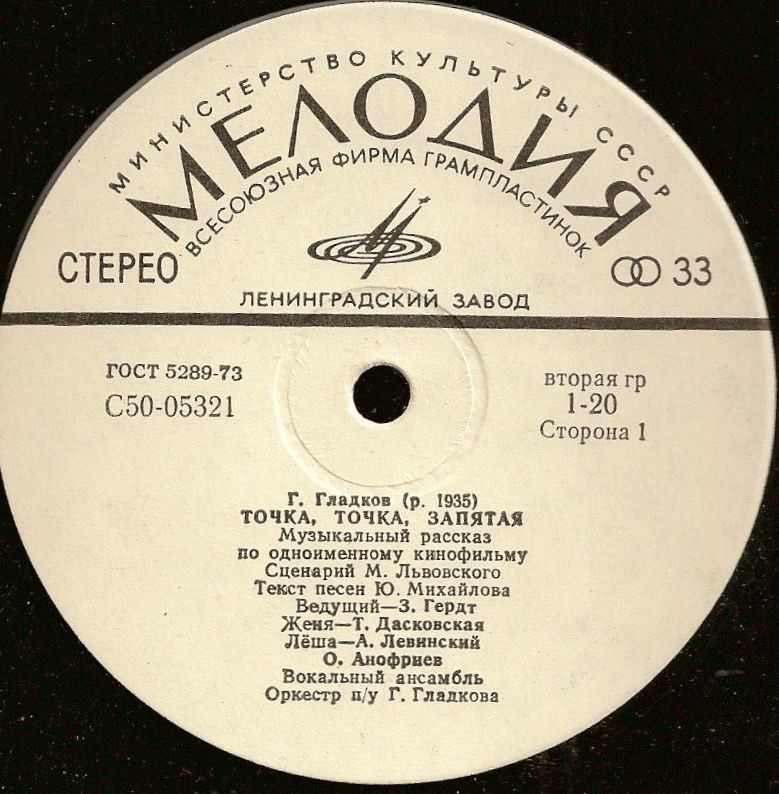 МИНИСТЕРСТВО КУЛЬТУРЫ СССР
МЕЛОДИЯ
ВСЕСОЮЗНАЯ ФИРМА ГРАМПЛАСТИНОК
СТЕРЕО
33
ЛЕНИНГРАДСКИЙ ЗАВОД
ГОСТ 5289-73
С50-05321
вторая гр
1-20
Сторона 1
Г. Гладков (р. 1935)
ТОЧКА, ТОЧКА, ЗАПЯТАЯ
Музыкальный рассказ
по одноименному кинофильму
Сценарий М. Львовского
Текст песен Ю. Михайлова
Ведущий—З. Гердт
Женя—Т. Дасковская
Лёша—А. Левинский
О. Анофриев
Вокальный ансамбль
Оркестр п/у Г. Гладкова